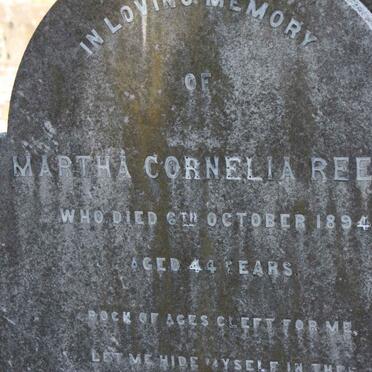 IN LOVING MEMORY
OF
MARTHA CORNELIA REE
WHO DIED 6TH OCTOBER 1894
AGED 44 YEARS
ROCK OF AGES CLEFT FOR ME,
LET ME HIDE MYSELF IN THEE